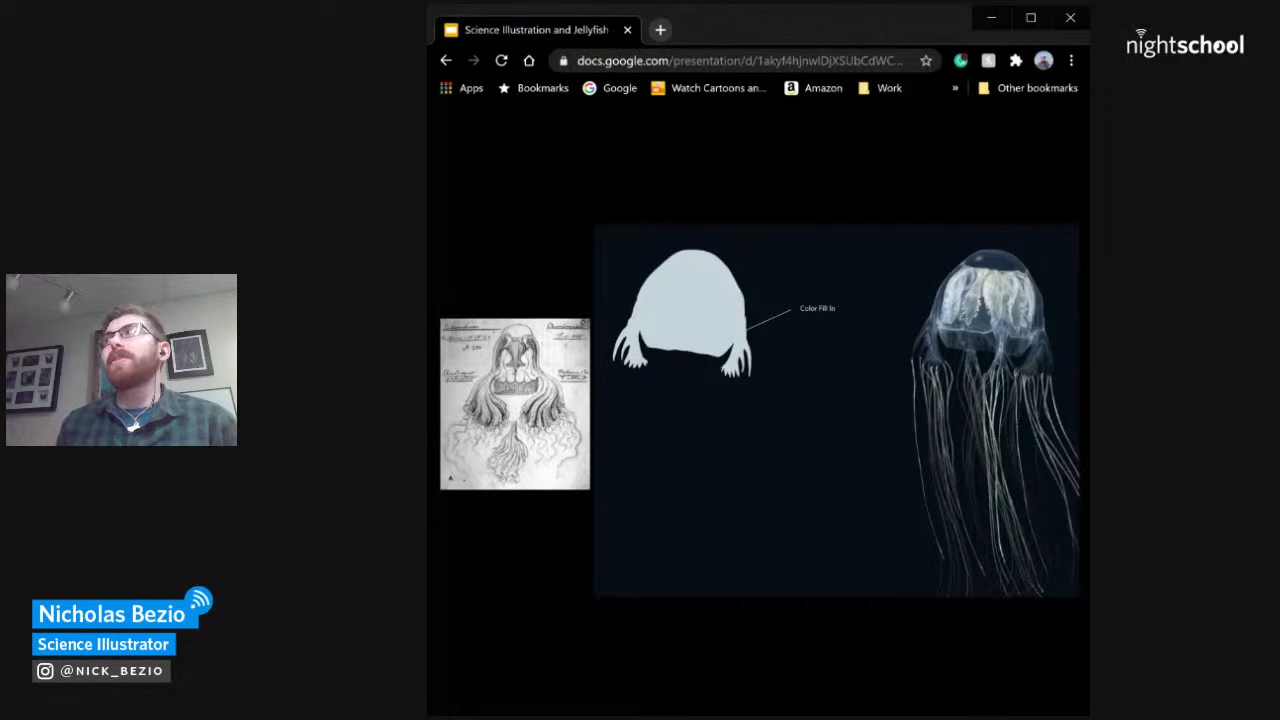 Science Illustration and Jellyfish
nightschool
docs.google.com/presentation/d/1akyf4hjnwIDjXSUbCdWC...
Apps
Bookmarks
Google
Watch Cartoons an...
Amazon
Work
»
Other bookmarks
Color Fill In
A
Nicholas Bezio
Science Illustrator
@NICK_BEZIO